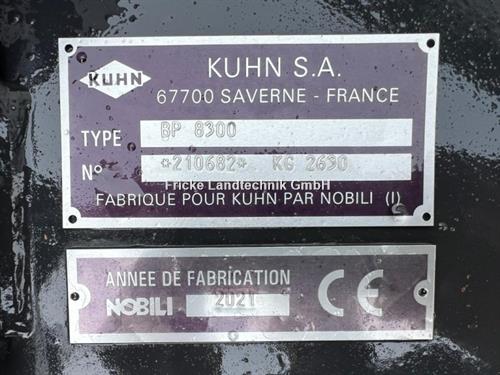 KUHN
KUHN S.A.
67700 SAVERNE - FRANCE
TYPE BP 8300
N° *210682* KG 2630
Fricke Landtechnik GmbH
FABRIQUE POUR KUHN PAR NOBILI (I)
ANNEE DE FABRICATION
NOBILI 2021
CE